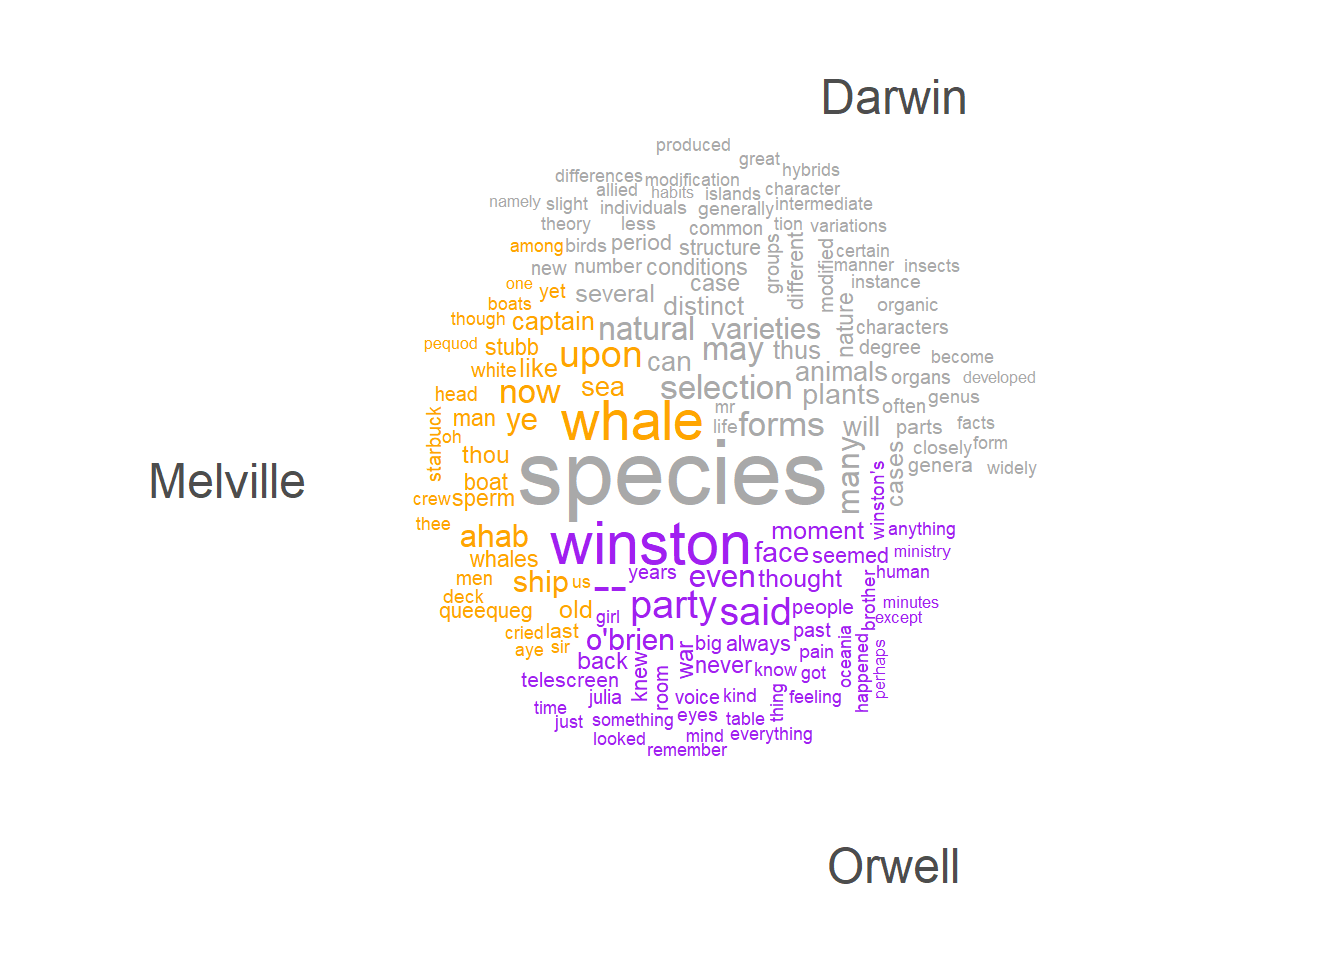 Darwin
produced
great
hybrids
differences modification
allied habits islands character
namely slight individuals generally intermediate
theory less common tion variations
among birds period structure groups different modified certain
new number conditions manner insects
one yet several case instance
boats distinct nature organic
though captain natural varieties characters
pequod stubb upon can may thus degree become
white like animals organs developed
head now sea selection plants often genus
man ye whale mr forms will parts facts
starbuck oh life many cases closely form
thou species genera widely
Melville
boat
crew sperm winston's
thee ahab winston moment anything
whales face seemed ministry
men ship us -- years even thought human
deck brother minutes
queequeg old girl party said people except
cried last o'brien big always past
aye sir back knew room war never know pain got oceania happened perhaps
telescreen julia voice kind thing feeling
time just something eyes table
looked mind everything
remember
Orwell